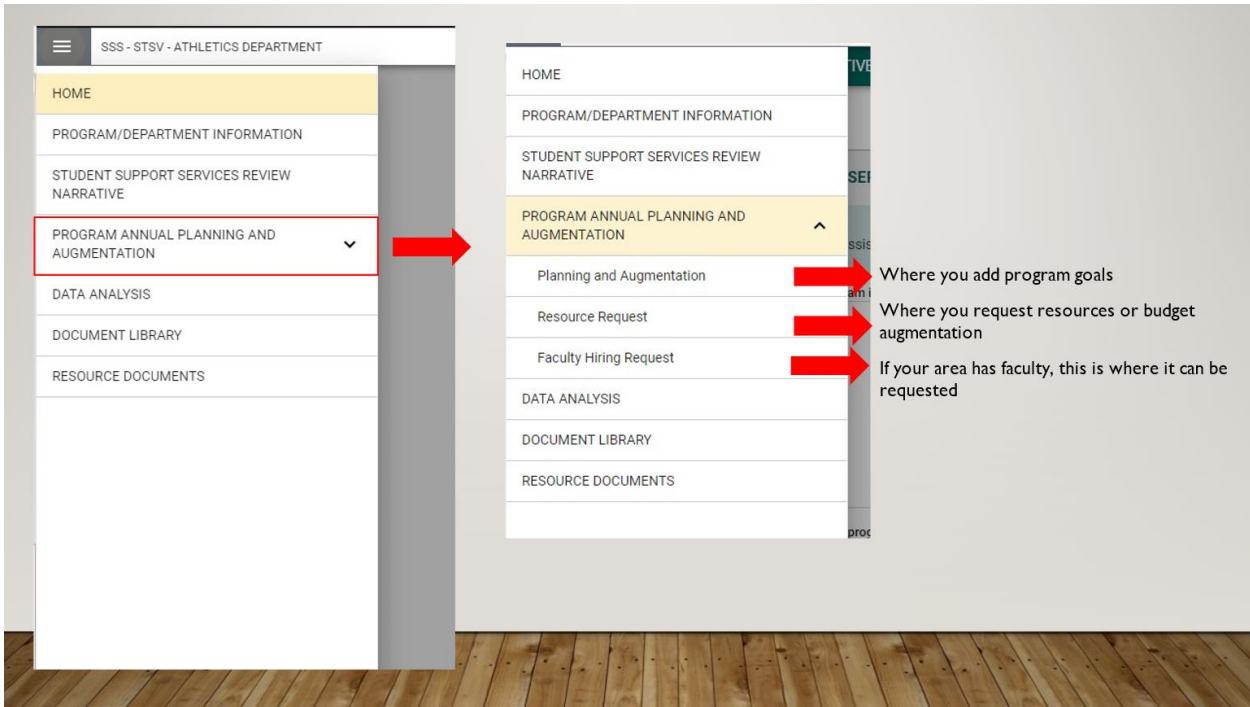 SSS - STSV - ATHLETICS DEPARTMENT
HOME
PROGRAM/DEPARTMENT INFORMATION
STUDENT SUPPORT SERVICES REVIEW
NARRATIVE
PROGRAM ANNUAL PLANNING AND
AUGMENTATION
DATA ANALYSIS
DOCUMENT LIBRARY
RESOURCE DOCUMENTS
HOME
PROGRAM/DEPARTMENT INFORMATION
STUDENT SUPPORT SERVICES REVIEW
NARRATIVE
PROGRAM ANNUAL PLANNING AND
AUGMENTATION
Planning and Augmentation
Resource Request
Faculty Hiring Request
DATA ANALYSIS
DOCUMENT LIBRARY
RESOURCE DOCUMENTS
Where you add program goals
Where you request resources or budget
augmentation
If your area has faculty, this is where it can be
requested